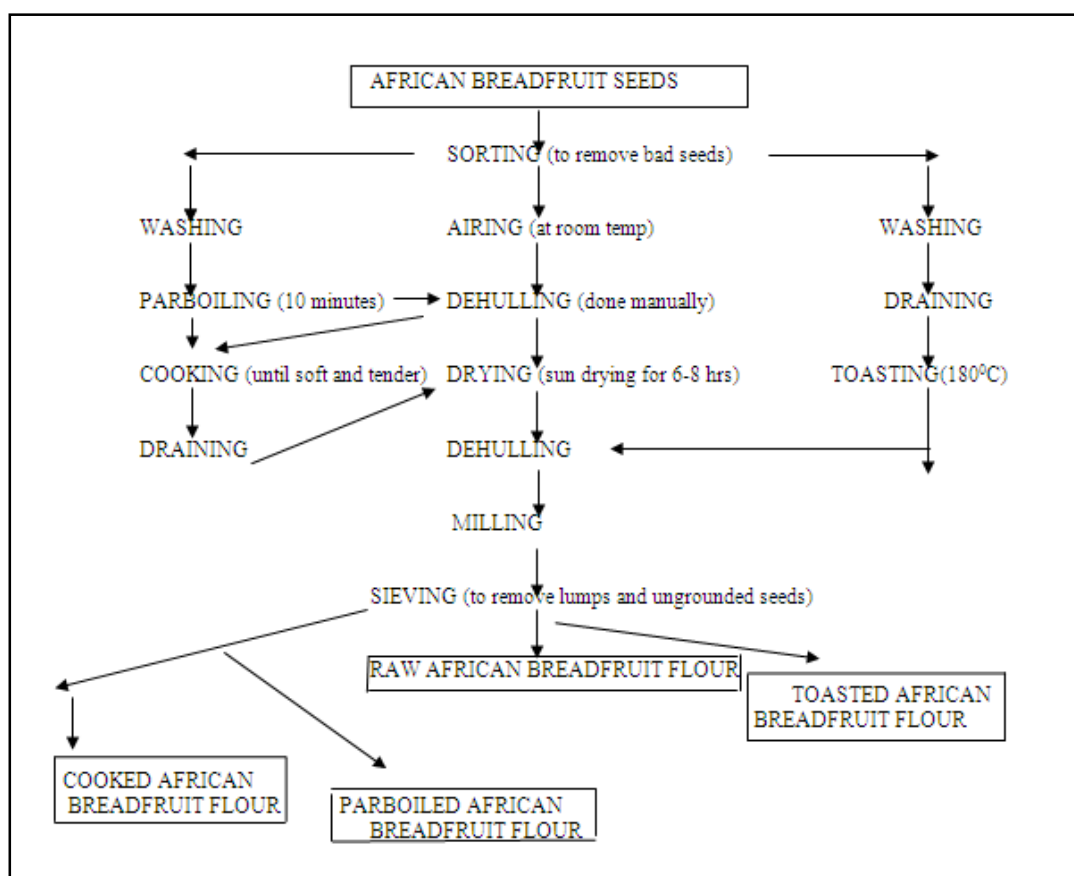 AFRICAN BREADFRUIT SEEDS
SORTING (to remove bad seeds)
WASHING
AIRING (at room temp)
WASHING
PARBOILING (10 minutes)
DEHULLING (done manually)
DRAINING
COOKING (until soft and tender)
DRYING (sun drying for 6-8 hrs)
TOASTING(180⁰C)
DRAINING
DEHULLING
MILLING
SIEVING (to remove lumps and ungrounded seeds)
RAW AFRICAN BREADFRUIT FLOUR
TOASTED AFRICAN
BREADFRUIT FLOUR
COOKED AFRICAN
BREADFRUIT FLOUR
PARBOILED AFRICAN
BREADFRUIT FLOUR